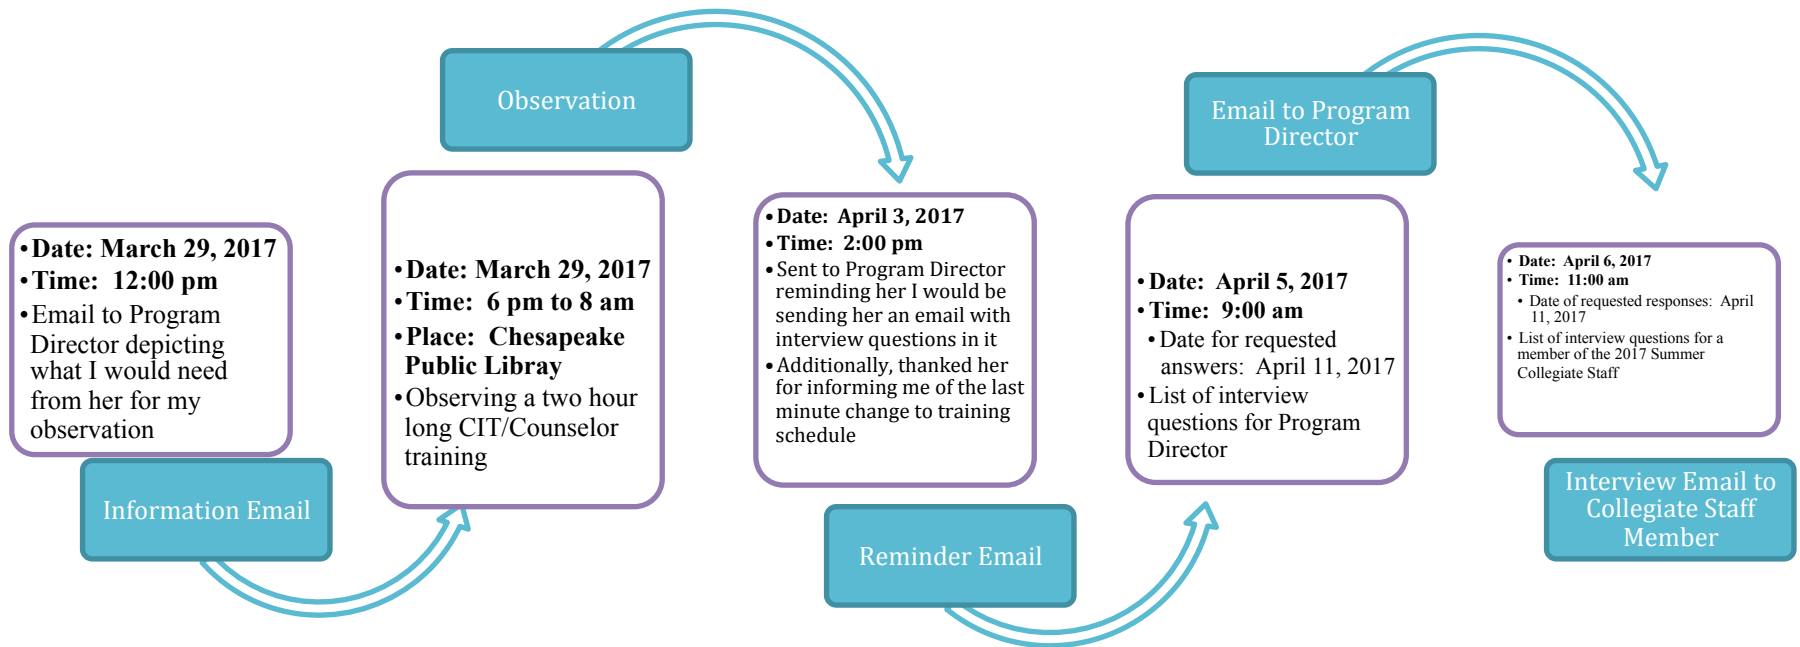 • Date: March 29, 2017
• Time: 12:00 pm
• Email to Program
Director depicting
what I would need
from her for my
observation
Information Email
Observation
• Date: March 29, 2017
• Time: 6 pm to 8 am
• Place: Chesapeake
Public Libray
• Observing a two hour
long CIT/Counselor
training
• Date: April 3, 2017
• Time: 2:00 pm
• Sent to Program Director
reminding her I would be
sending her an email with
interview questions in it
• Additionally, thanked her
for informing me of the last
minute change to training
schedule
Reminder Email
Email to Program
Director
• Date: April 5, 2017
• Time: 9:00 am
• Date for requested
answers: April 11, 2017
• List of interview
questions for Program
Director
• Date: April 6, 2017
• Time: 11:00 am
• Date of requested responses: April
11, 2017
• List of interview questions for a
member of the 2017 Summer
Collegiate Staff
Interview Email to
Collegiate Staff
Member